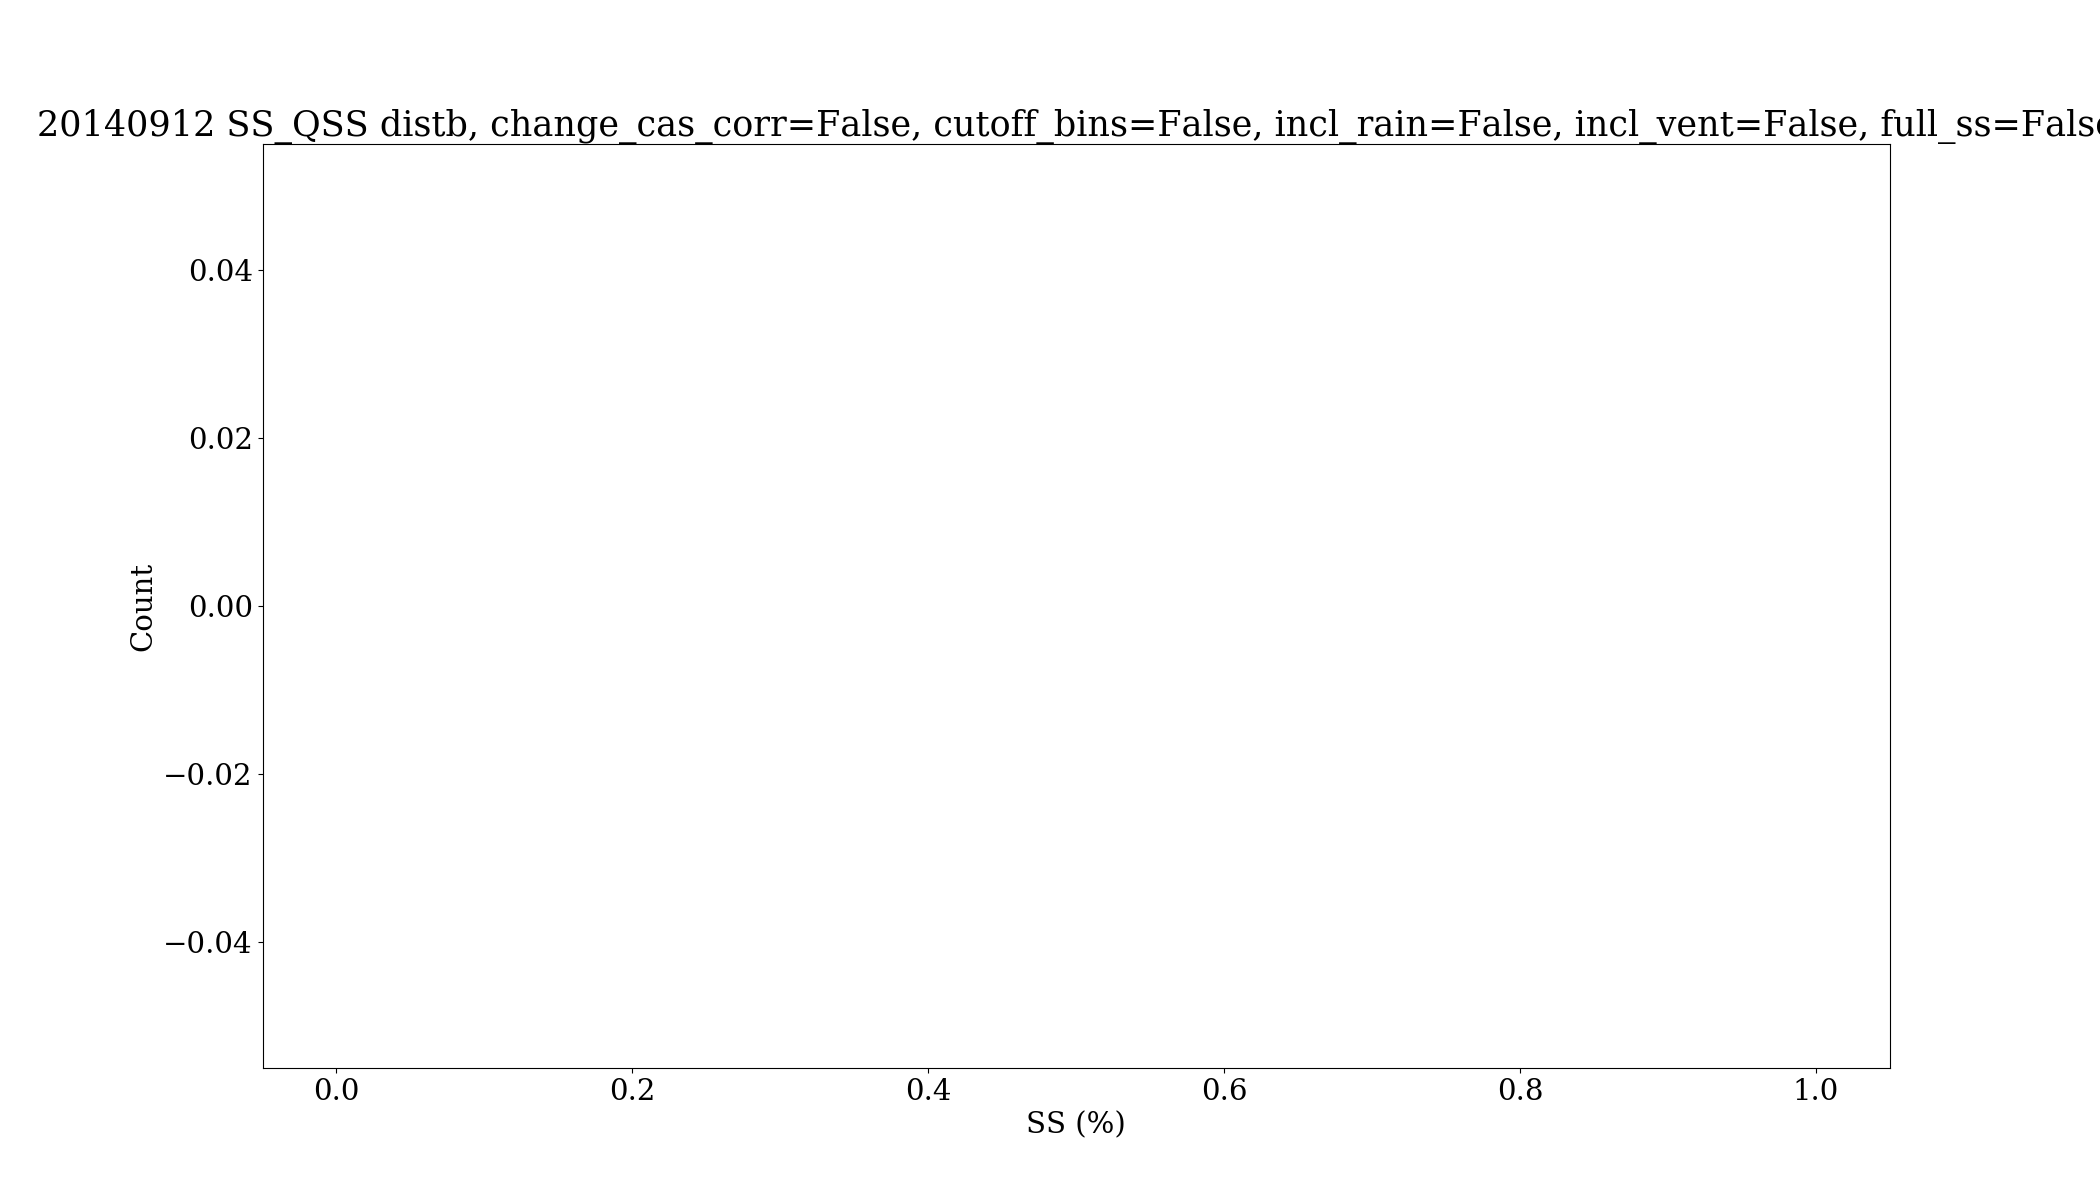 20140912 SS_QSS distb, change_cas_corr=False, cutoff_bins=False, incl_rain=False, incl_vent=False, full_ss=False
0.04
0.02
0.00
−0.02
−0.04
Count
0.0 0.2 0.4 0.6 0.8 1.0
SS (%)